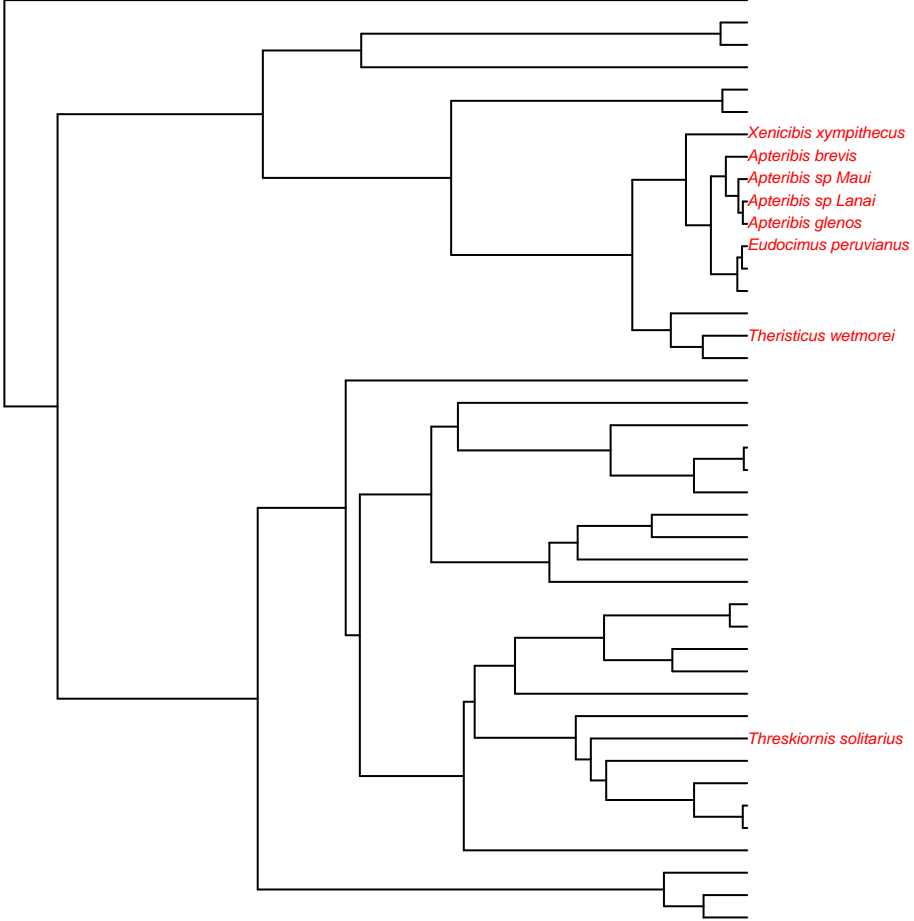 Xenicibis xympithecus
Apteribis brevis
Apteribis sp Maui
Apteribis sp Lanai
Apteribis glenos
Eudocimus peruvianus
Theristicus wetmorei
Threskiornis solitarius